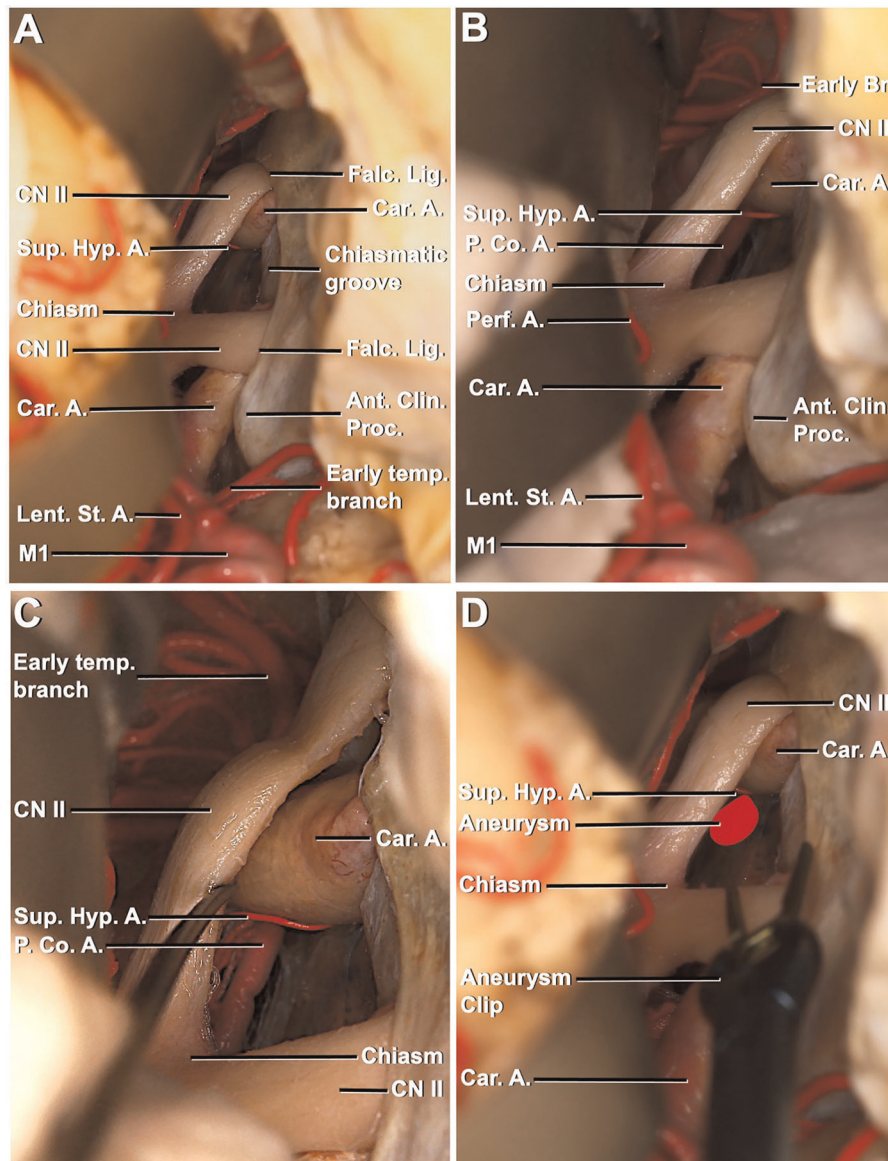 A
CN II
Sup. Hyp. A.
Chiasm
CN II
Car. A.
Lent. St. A.
M1
Falc. Lig.
Car. A.
Chiasmatic
groove
Falc. Lig.
Ant. Clin.
Proc.
Early temp.
branch
B
Early Br
CN II
Car. A
Sup. Hyp. A.
P. Co. A.
Chiasm
Perf. A.
Car. A.
Ant. Clin
Proc.
Lent. St. A.
M1
C
Early temp.
branch
CN II
Car. A.
Sup. Hyp. A.
P. Co. A.
Chiasm
CN II
D
CN II
Car. A
Sup. Hyp. A.
Aneurysm
Chiasm
Aneurysm
Clip
Car. A.